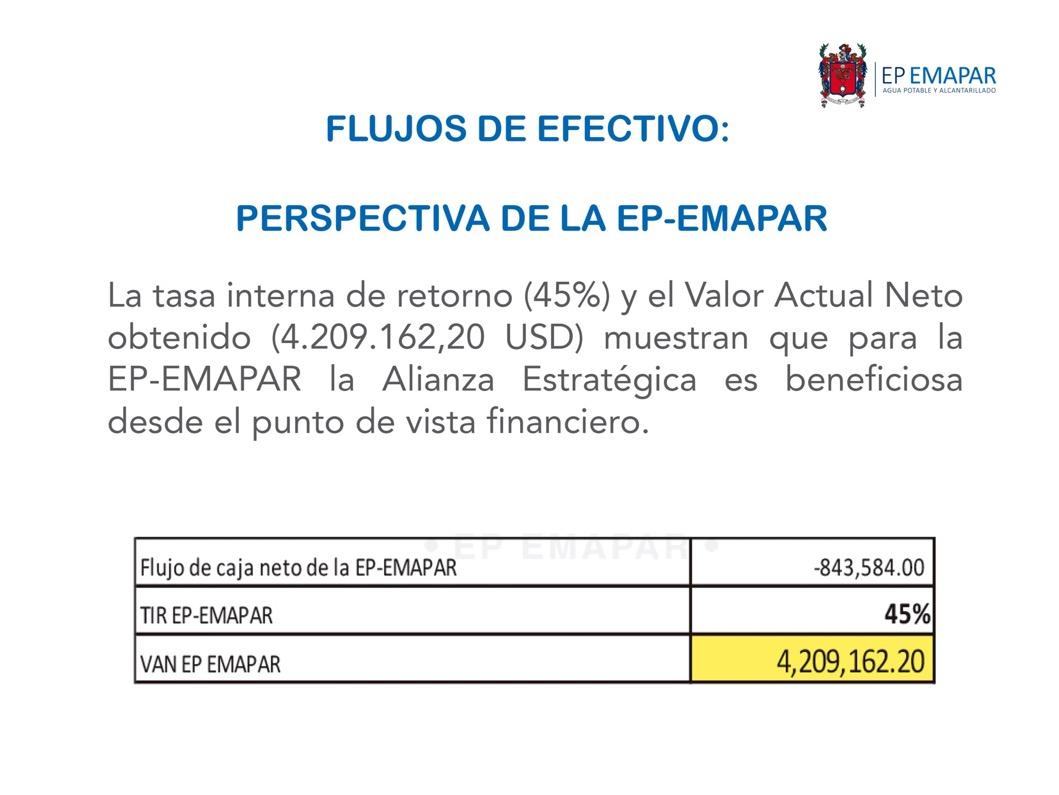 EP EMAPAR
AGUA POTABLE Y ALCANTARILLADO
FLUJOS DE EFECTIVO:
PERSPECTIVA DE LA EP-EMAPAR
La tasa interna de retorno (45%) y el Valor Actual Neto
obtenido (4.209.162,20 USD) muestran que para la
EP-EMAPAR la Alianza Estratégica es beneficiosa
desde el punto de vista financiero.
• EP EMAPAR •
Flujo de caja neto de la EP-EMAPAR -843,584.00
TIR EP-EMAPAR 45%
VAN EP EMAPAR 4,209,162.20